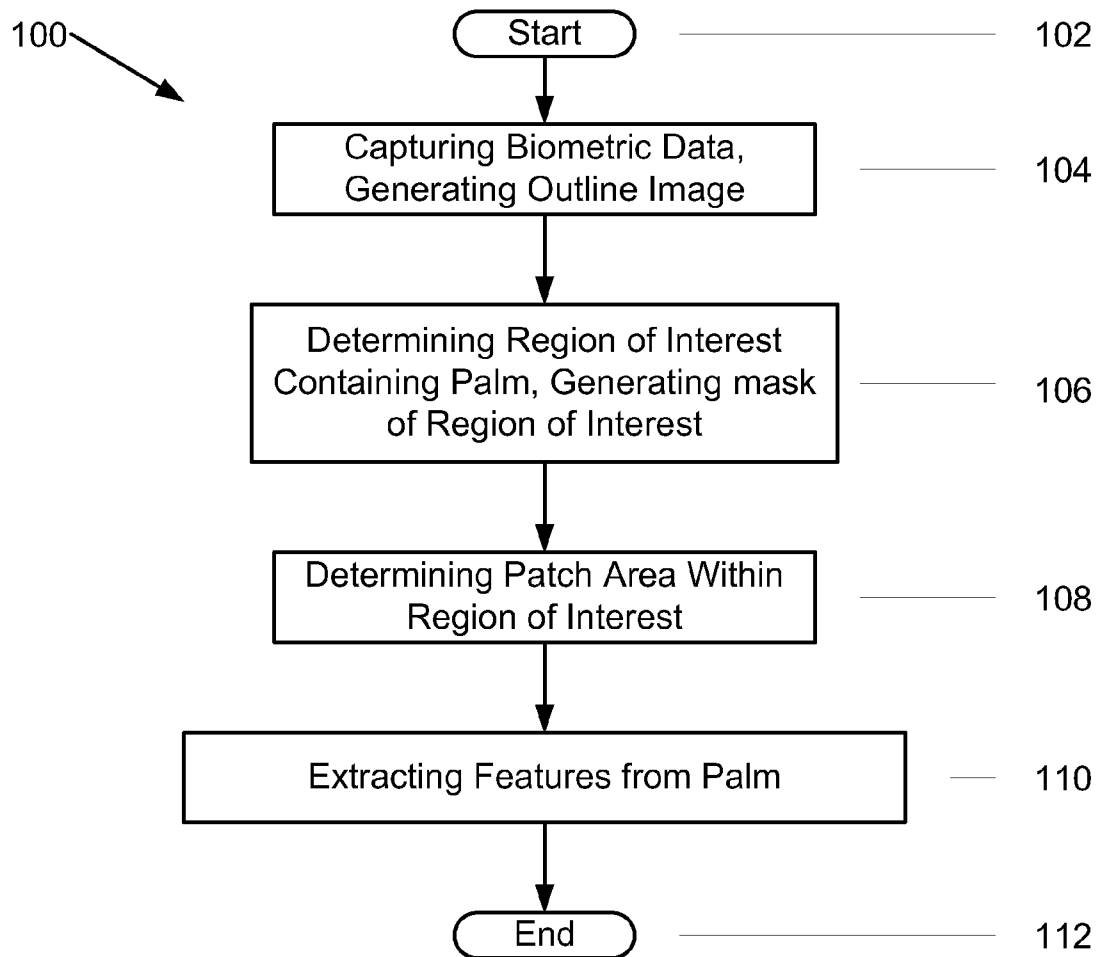 100
Start
102
Capturing Biometric Data,
Generating Outline Image
104
Determining Region of Interest
Containing Palm, Generating mask
of Region of Interest
106
Determining Patch Area Within
Region of Interest
108
Extracting Features from Palm
110
End
112